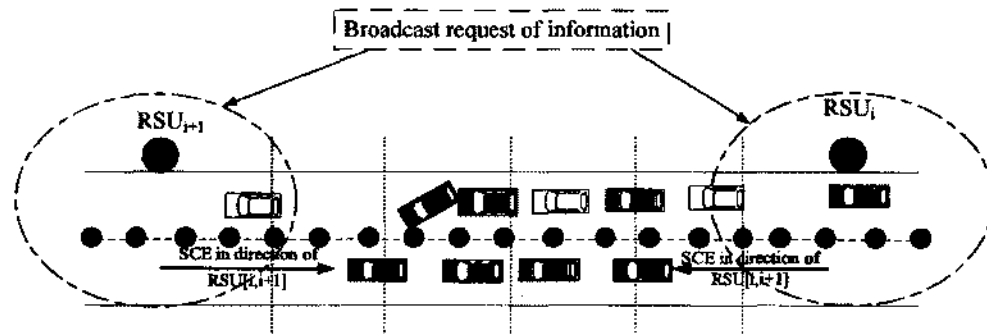 Broadcast request of information
RSUi+1
RSUi
SCE in direction of
RSU[i,i+1]
SCE in direction of
RSU[i,i+1}